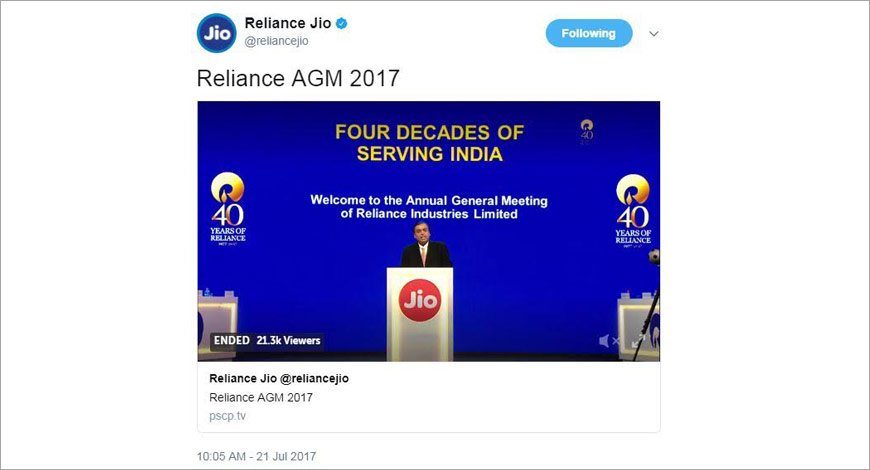 Jio
Reliance Jio
@reliancejio
Following
Reliance AGM 2017
FOUR DECADES OF
SERVING INDIA
40
Welcome to the Annual General Meeting
of Reliance Industries Limited
40
YEARS OF
RELIANCE
40
YEARS OF
RELIANCE
Jio
ENDED 21.3k Viewers
Reliance Jio @reliancejio
Reliance AGM 2017
pscp.tv
10:05 AM - 21 Jul 2017